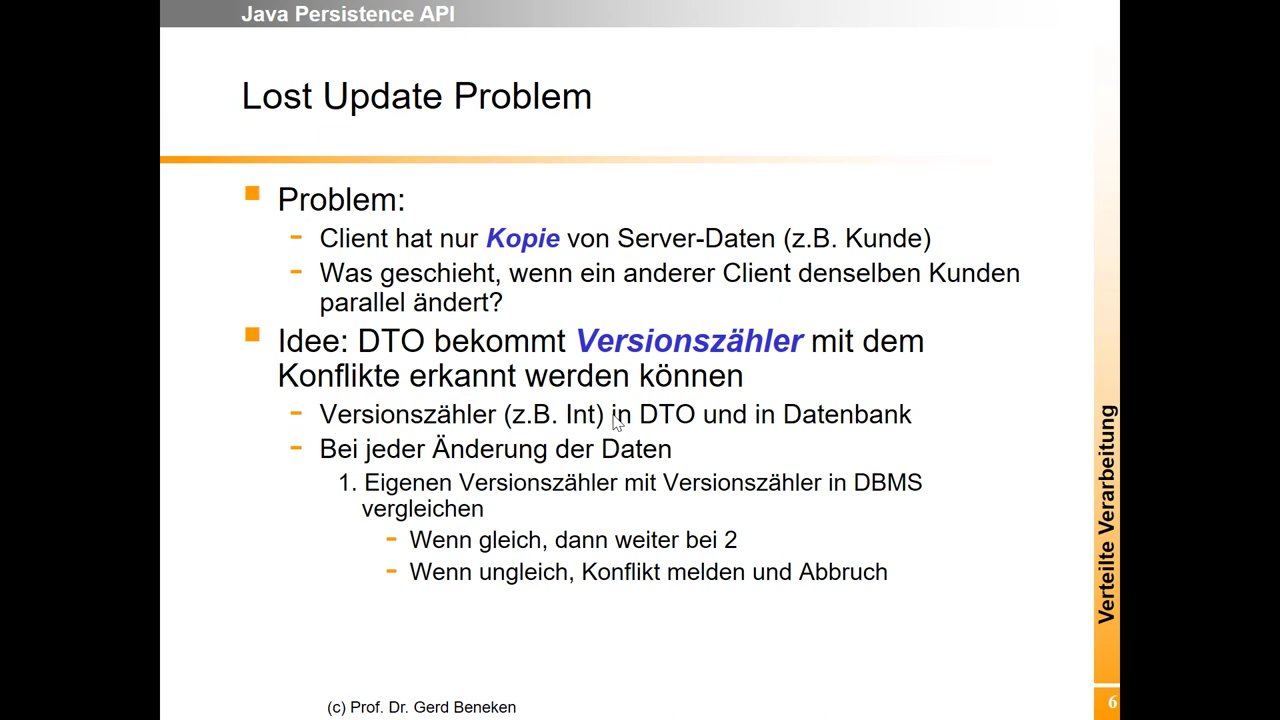 Java Persistence API
Lost Update Problem
Problem:
Client hat nur Kopie von Server-Daten (z.B. Kunde)
Was geschieht, wenn ein anderer Client denselben Kunden
parallel ändert?
Idee: DTO bekommt Versionszähler mit dem
Konflikte erkannt werden können
Versionszähler (z.B. Int) in DTO und in Datenbank
Bei jeder Änderung der Daten
1. Eigenen Versionszähler mit Versionszähler in DBMS
vergleichen
Wenn gleich, dann weiter bei 2
Wenn ungleich, Konflikt melden und Abbruch
Verteilte Verarbeitung
6
(c) Prof. Dr. Gerd Beneken